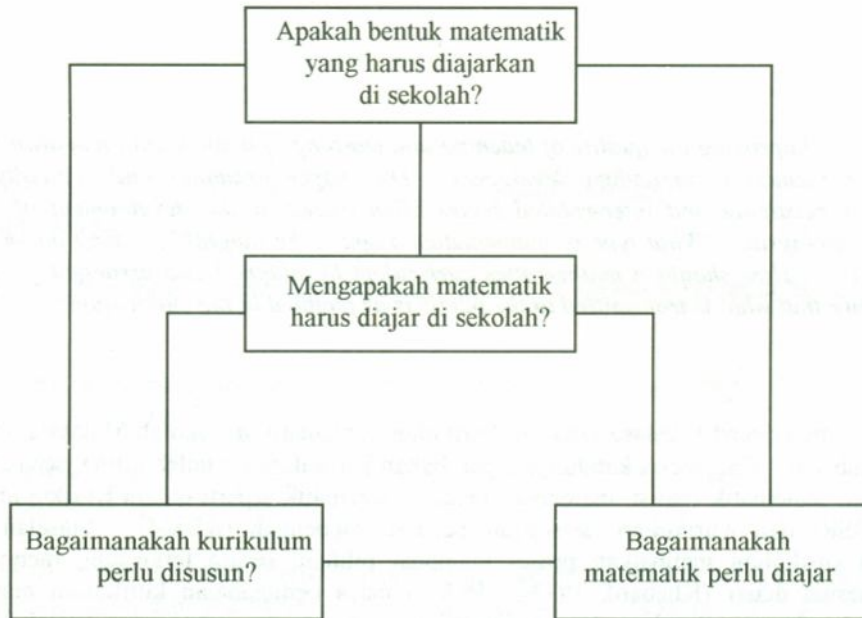 Apakah bentuk matematik
yang harus diajarkan
di sekolah?
Mengapakah matematik
harus diajar di sekolah?
Bagaimanakah kurikulum
perlu disusun?
Bagaimanakah
matematik perlu diajar